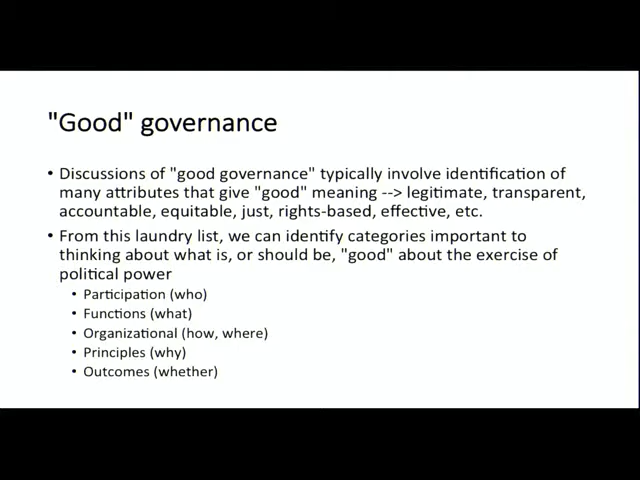 "Good" governance
• Discussions of "good governance" typically involve identification of
many attributes that give "good" meaning --> legitimate, transparent,
accountable, equitable, just, rights-based, effective, etc.
• From this laundry list, we can identify categories important to
thinking about what is, or should be, "good" about the exercise of
political power
• Participation (who)
• Functions (what)
• Organizational (how, where)
• Principles (why)
• Outcomes (whether)